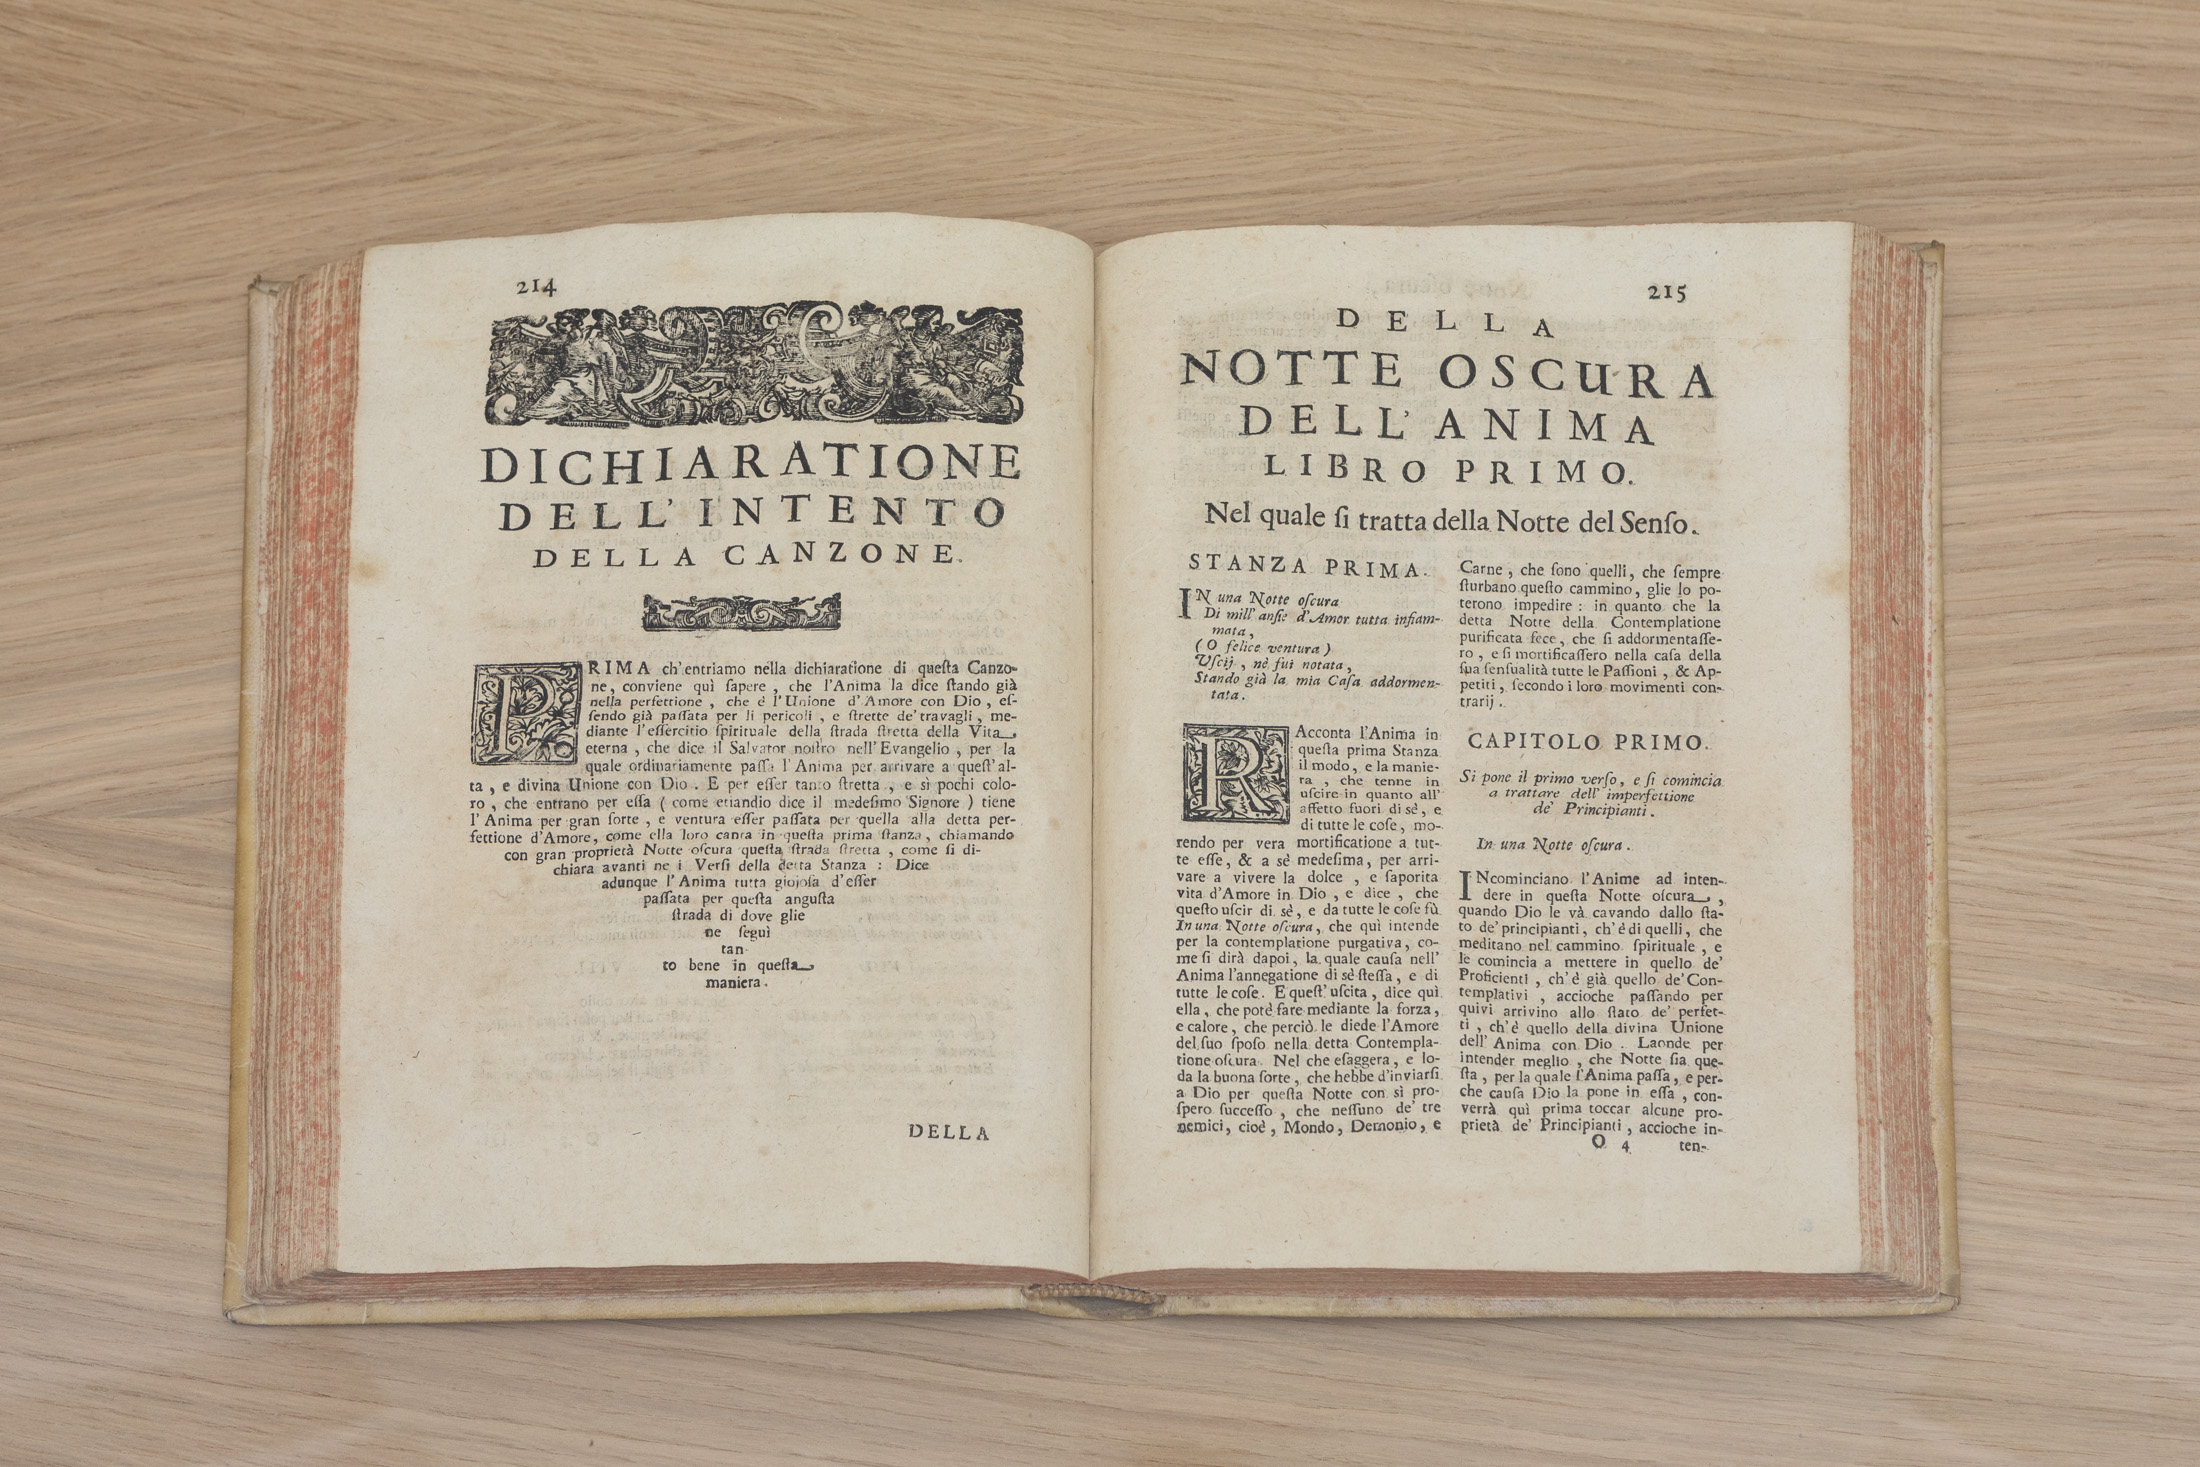 214
DICHIARATIONE
DELL'INTENTO
DELLA CANZONE.
PRIMA ch'entriamo nella dichiaratione di queſta Canzo-
ne, conviene quì ſapere, che l'Anima la dice ſtando già
nella perfettione, che è l'Unione d'Amore con Dio, eſ-
ſendo già paſſata per li pericoli, e ſtrette de' travagli, me-
diante l'eſſercitio ſpirituale della ſtrada ſtretta della Vita
eterna, che dice il Salvator noſtro nell'Evangelio, per la
quale ordinariamente paſſa l'Anima per arrivare a queſt'al-
ta, e divina Unione con Dio. E per eſſer tanto ſtretta, e sì pochi colo-
ro, che entrano per eſſa (come etiandio dice il medeſimo Signore) tiene
l'Anima per gran ſorte, e ventura eſſer paſſata per quella alla detta per-
fettione d'Amore, come ella loro canta in queſta prima ſtanza, chiamando
con gran proprietà Notte oſcura queſta ſtrada ſtretta, come ſi di-
chiara avanti ne i Verſi della detta Stanza: Dice
adunque l'Anima tutta giojoſa d'eſſer
paſſata per queſta anguſta
ſtrada di dove glie
ne ſeguì
tan-
to bene in queſta
maniera.
DELLA
215
DELLA
NOTTE OSCURA
DELL'ANIMA
LIBRO PRIMO.
Nel quale ſi tratta della Notte del Senſo.
STANZA PRIMA.
IN una Notte oſcura
Di mill' anſie d'Amor tutta infiam-
mata,
(O felice ventura)
Uſcij, nè fui notata,
Stando già la mia Caſa addormen-
tata.
RAcconta l'Anima in
queſta prima Stanza
il modo, e la manie-
ra, che tenne in
uſcire in quanto all'
affetto fuori di sè, e
di tutte le coſe, mo-
rendo per vera mortificatione a tut-
te eſſe, & a sè medeſima, per arri-
vare a vivere la dolce, e ſaporita
vita d'Amore in Dio, e dice, che
queſto uſcir di sè, e da tutte le coſe fù
In una Notte oſcura, che quì intende
per la contemplatione purgativa, co-
me ſi dirà dapoi, la quale cauſa nell'
Anima l'annegatione di sè ſteſſa, e di
tutte le coſe. E queſt' uſcita, dice quì
ella, che potè fare mediante la forza,
e calore, che perciò le diede l'Amore
del ſuo ſpoſo nella detta Contempla-
tione oſcura. Nel che eſaggera, e lo-
da la buona ſorte, che hebbe d'inviarſi
a Dio per queſta Notte con sì pro-
ſpero ſucceſſo, che neſſuno de' tre
nemici, cioè, Mondo, Demonio, e
Carne, che ſono quelli, che ſempre
ſturbano queſto cammino, glie lo po-
terono impedire: in quanto che la
detta Notte della Contemplatione
purificata fece, che ſi addormentaſſe-
ro, e ſi mortificaſſero nella caſa della
ſua ſenſualità tutte le Paſſioni, & Ap-
petiti, ſecondo i loro movimenti con-
trarij.
CAPITOLO PRIMO.
Si pone il primo verſo, e ſi comincia
a trattare dell' imperfettione
de' Principianti.
In una Notte oſcura.
INcominciano l'Anime ad inten-
dere in queſta Notte oſcura,
quando Dio le và cavando dallo ſta-
to de' principianti, ch'è di quelli, che
meditano nel cammino ſpirituale, e
le comincia a mettere in quello de'
Proficienti, ch'è già quello de' Con-
templativi, accioche paſſando per
quivi arrivino allo ſtato de' perfet-
ti, ch'è quello della divina Unione
dell' Anima con Dio. Laonde per
intender meglio, che Notte ſia que-
ſta, per la quale l'Anima paſſa, e per-
che cauſa Dio la pone in eſſa, con-
verrà quì prima toccar alcune pro-
prietà de' Principianti, accioche in-
O 4 ten-